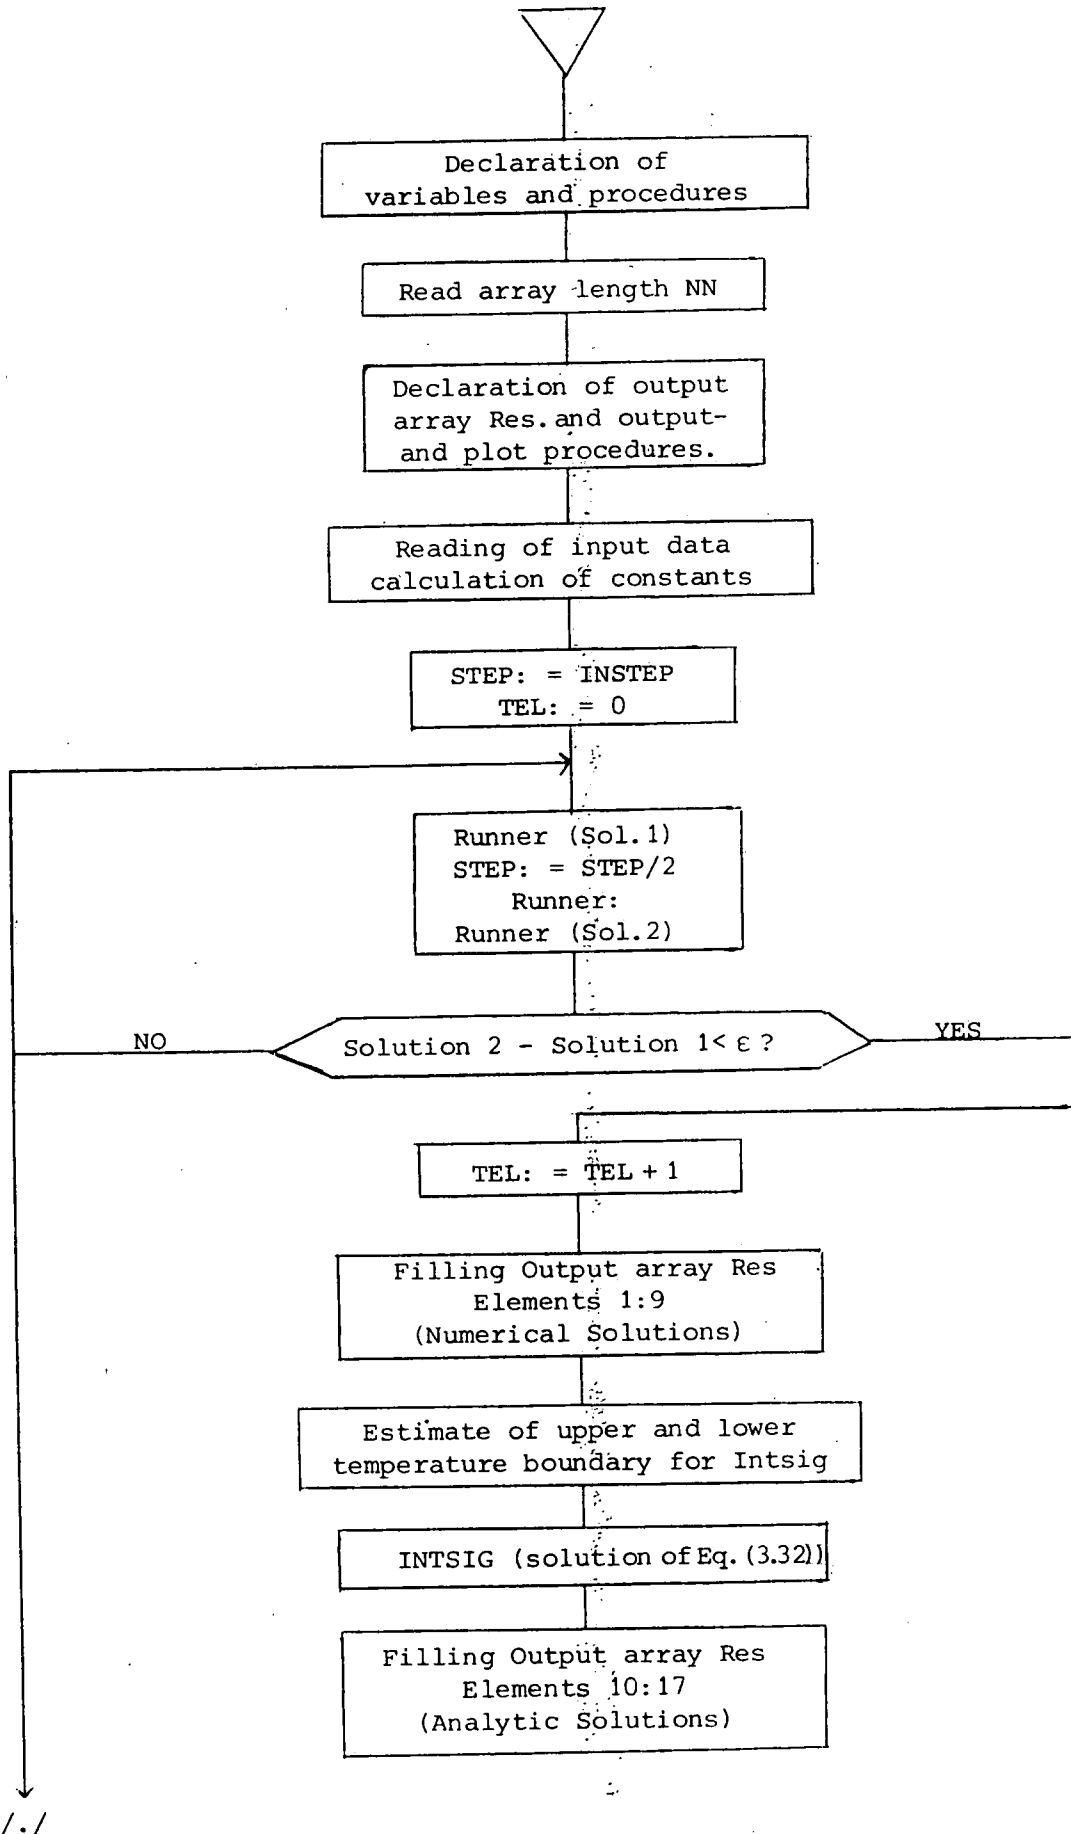 Declaration of
variables and procedures
Read array length NN
Declaration of output
array Res. and output-
and plot procedures.
Reading of input data
calculation of constants
STEP: = INSTEP
TEL: = 0
Runner (Sol.1)
STEP: = STEP/2
Runner:
Runner (Sol.2)
NO
Solution 2 - Solution 1< ε ?
YES
TEL: = TEL + 1
Filling Output array Res
Elements 1:9
(Numerical Solutions)
Estimate of upper and lower
temperature boundary for Intsig
INTSIG (solution of Eq. (3.32))
Filling Output array Res
Elements 10:17
(Analytic Solutions)
/./